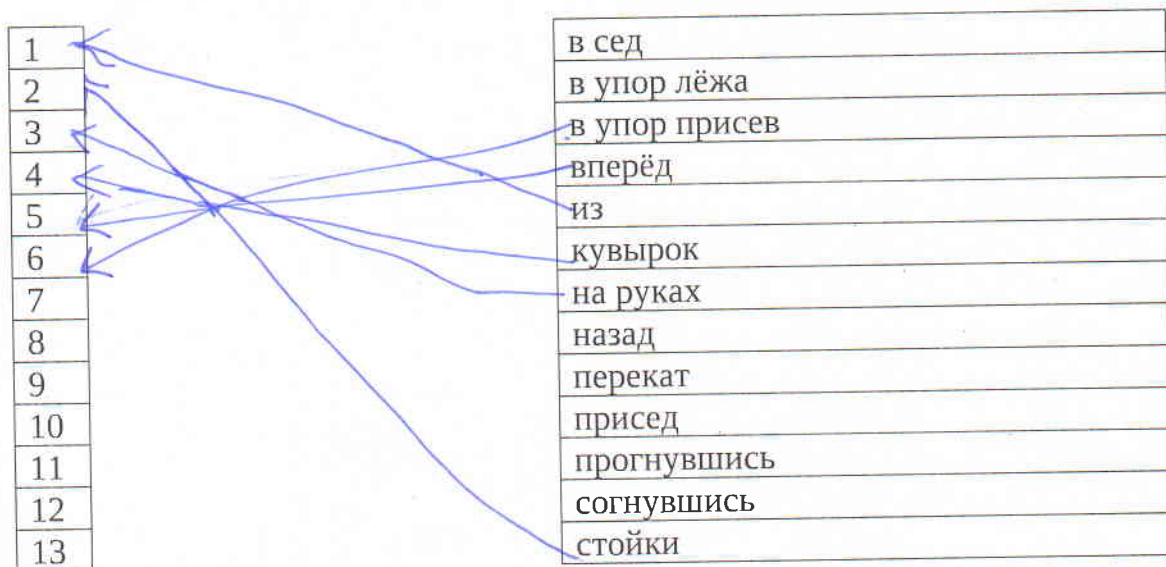 1
2
3
4
5
6
7
8
9
10
11
12
13
в сед
в упор лёжа
в упор присев
вперёд
из
кувырок
на руках
назад
перекат
присед
прогнувшись
согнувшись
стойки